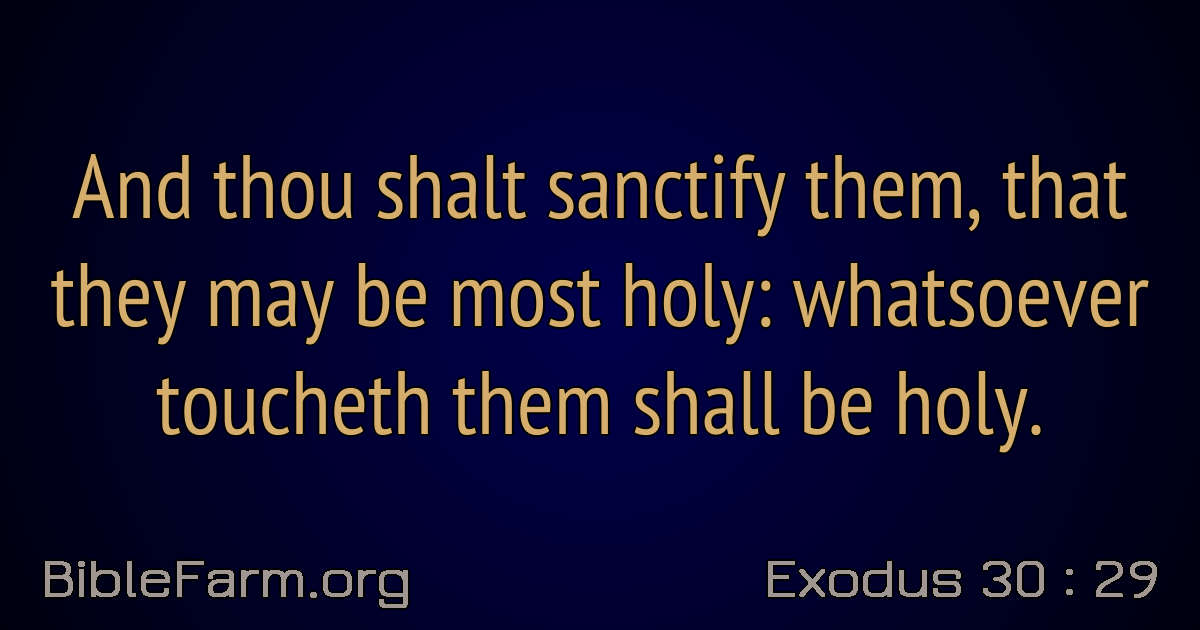 And thou shalt sanctify them, that
they may be most holy: whatsoever
toucheth them shall be holy.
BibleFarm.org
Exodus 30 : 29